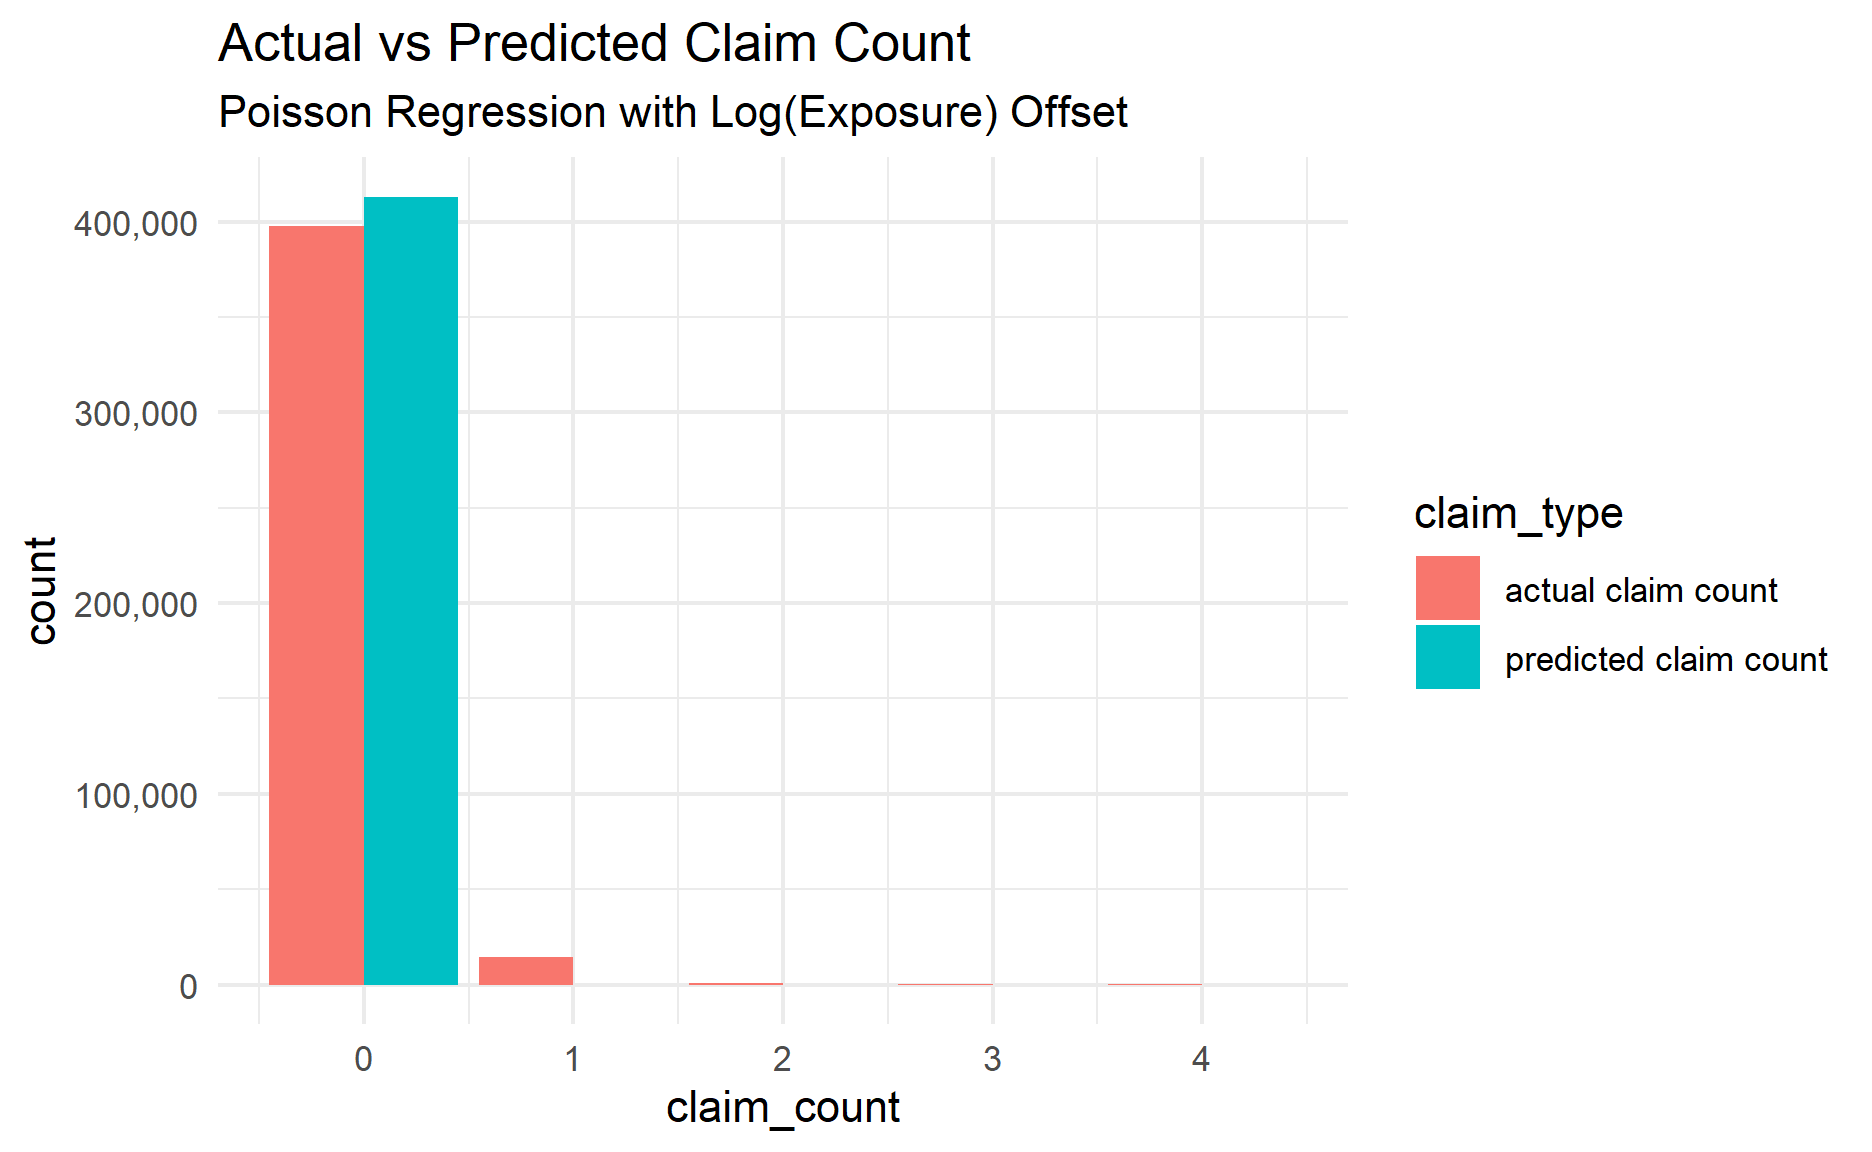 Actual vs Predicted Claim Count
Poisson Regression with Log(Exposure) Offset
400,000
300,000
200,000
100,000
0
count
0 1 2 3 4
claim_count
claim_type
actual claim count
predicted claim count